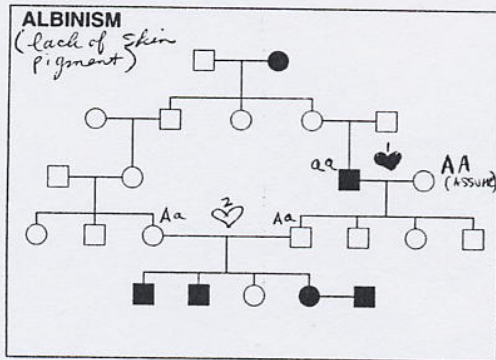 ALBINISM
(lack of skin
pigment)
aa
1
AA
(ASSUME)
Aa
2
Aa